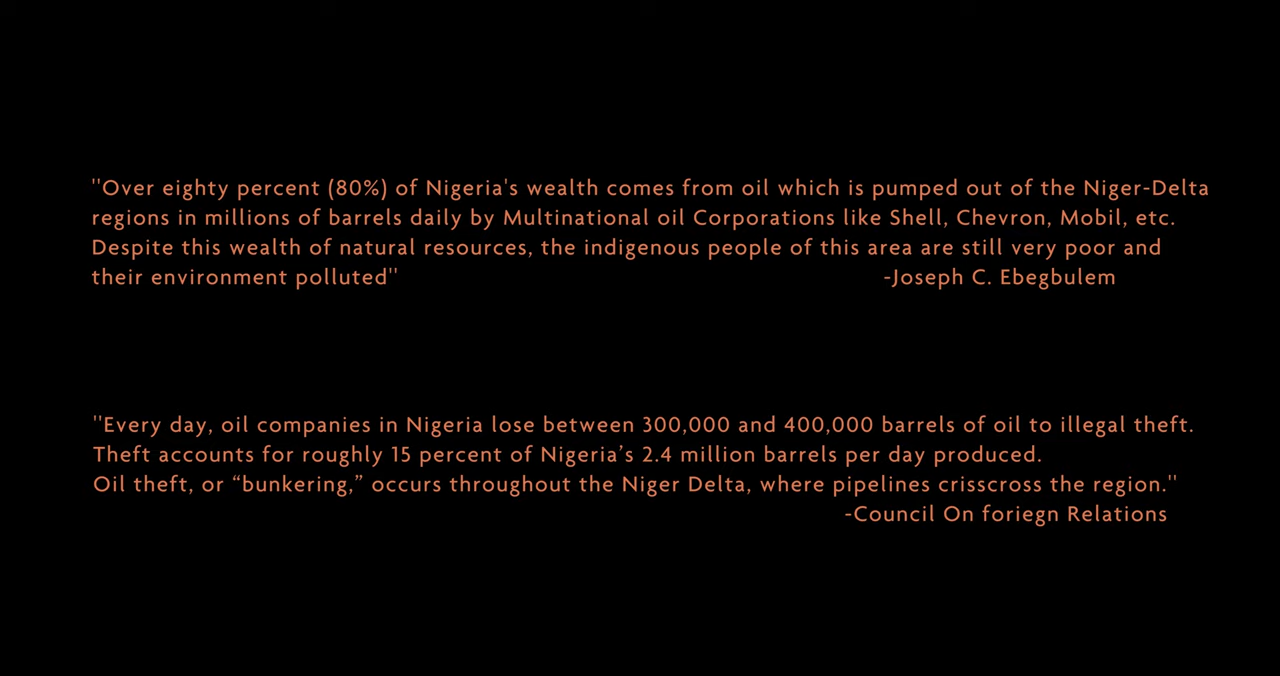 "Over eighty percent (80%) of Nigeria's wealth comes from oil which is pumped out of the Niger-Delta
regions in millions of barrels daily by Multinational oil Corporations like Shell, Chevron, Mobil, etc.
Despite this wealth of natural resources, the indigenous people of this area are still very poor and
their environment polluted" -Joseph C. Ebegbulem
"Every day, oil companies in Nigeria lose between 300,000 and 400,000 barrels of oil to illegal theft.
Theft accounts for roughly 15 percent of Nigeria’s 2.4 million barrels per day produced.
Oil theft, or “bunkering,” occurs throughout the Niger Delta, where pipelines crisscross the region."
-Council On foriegn Relations